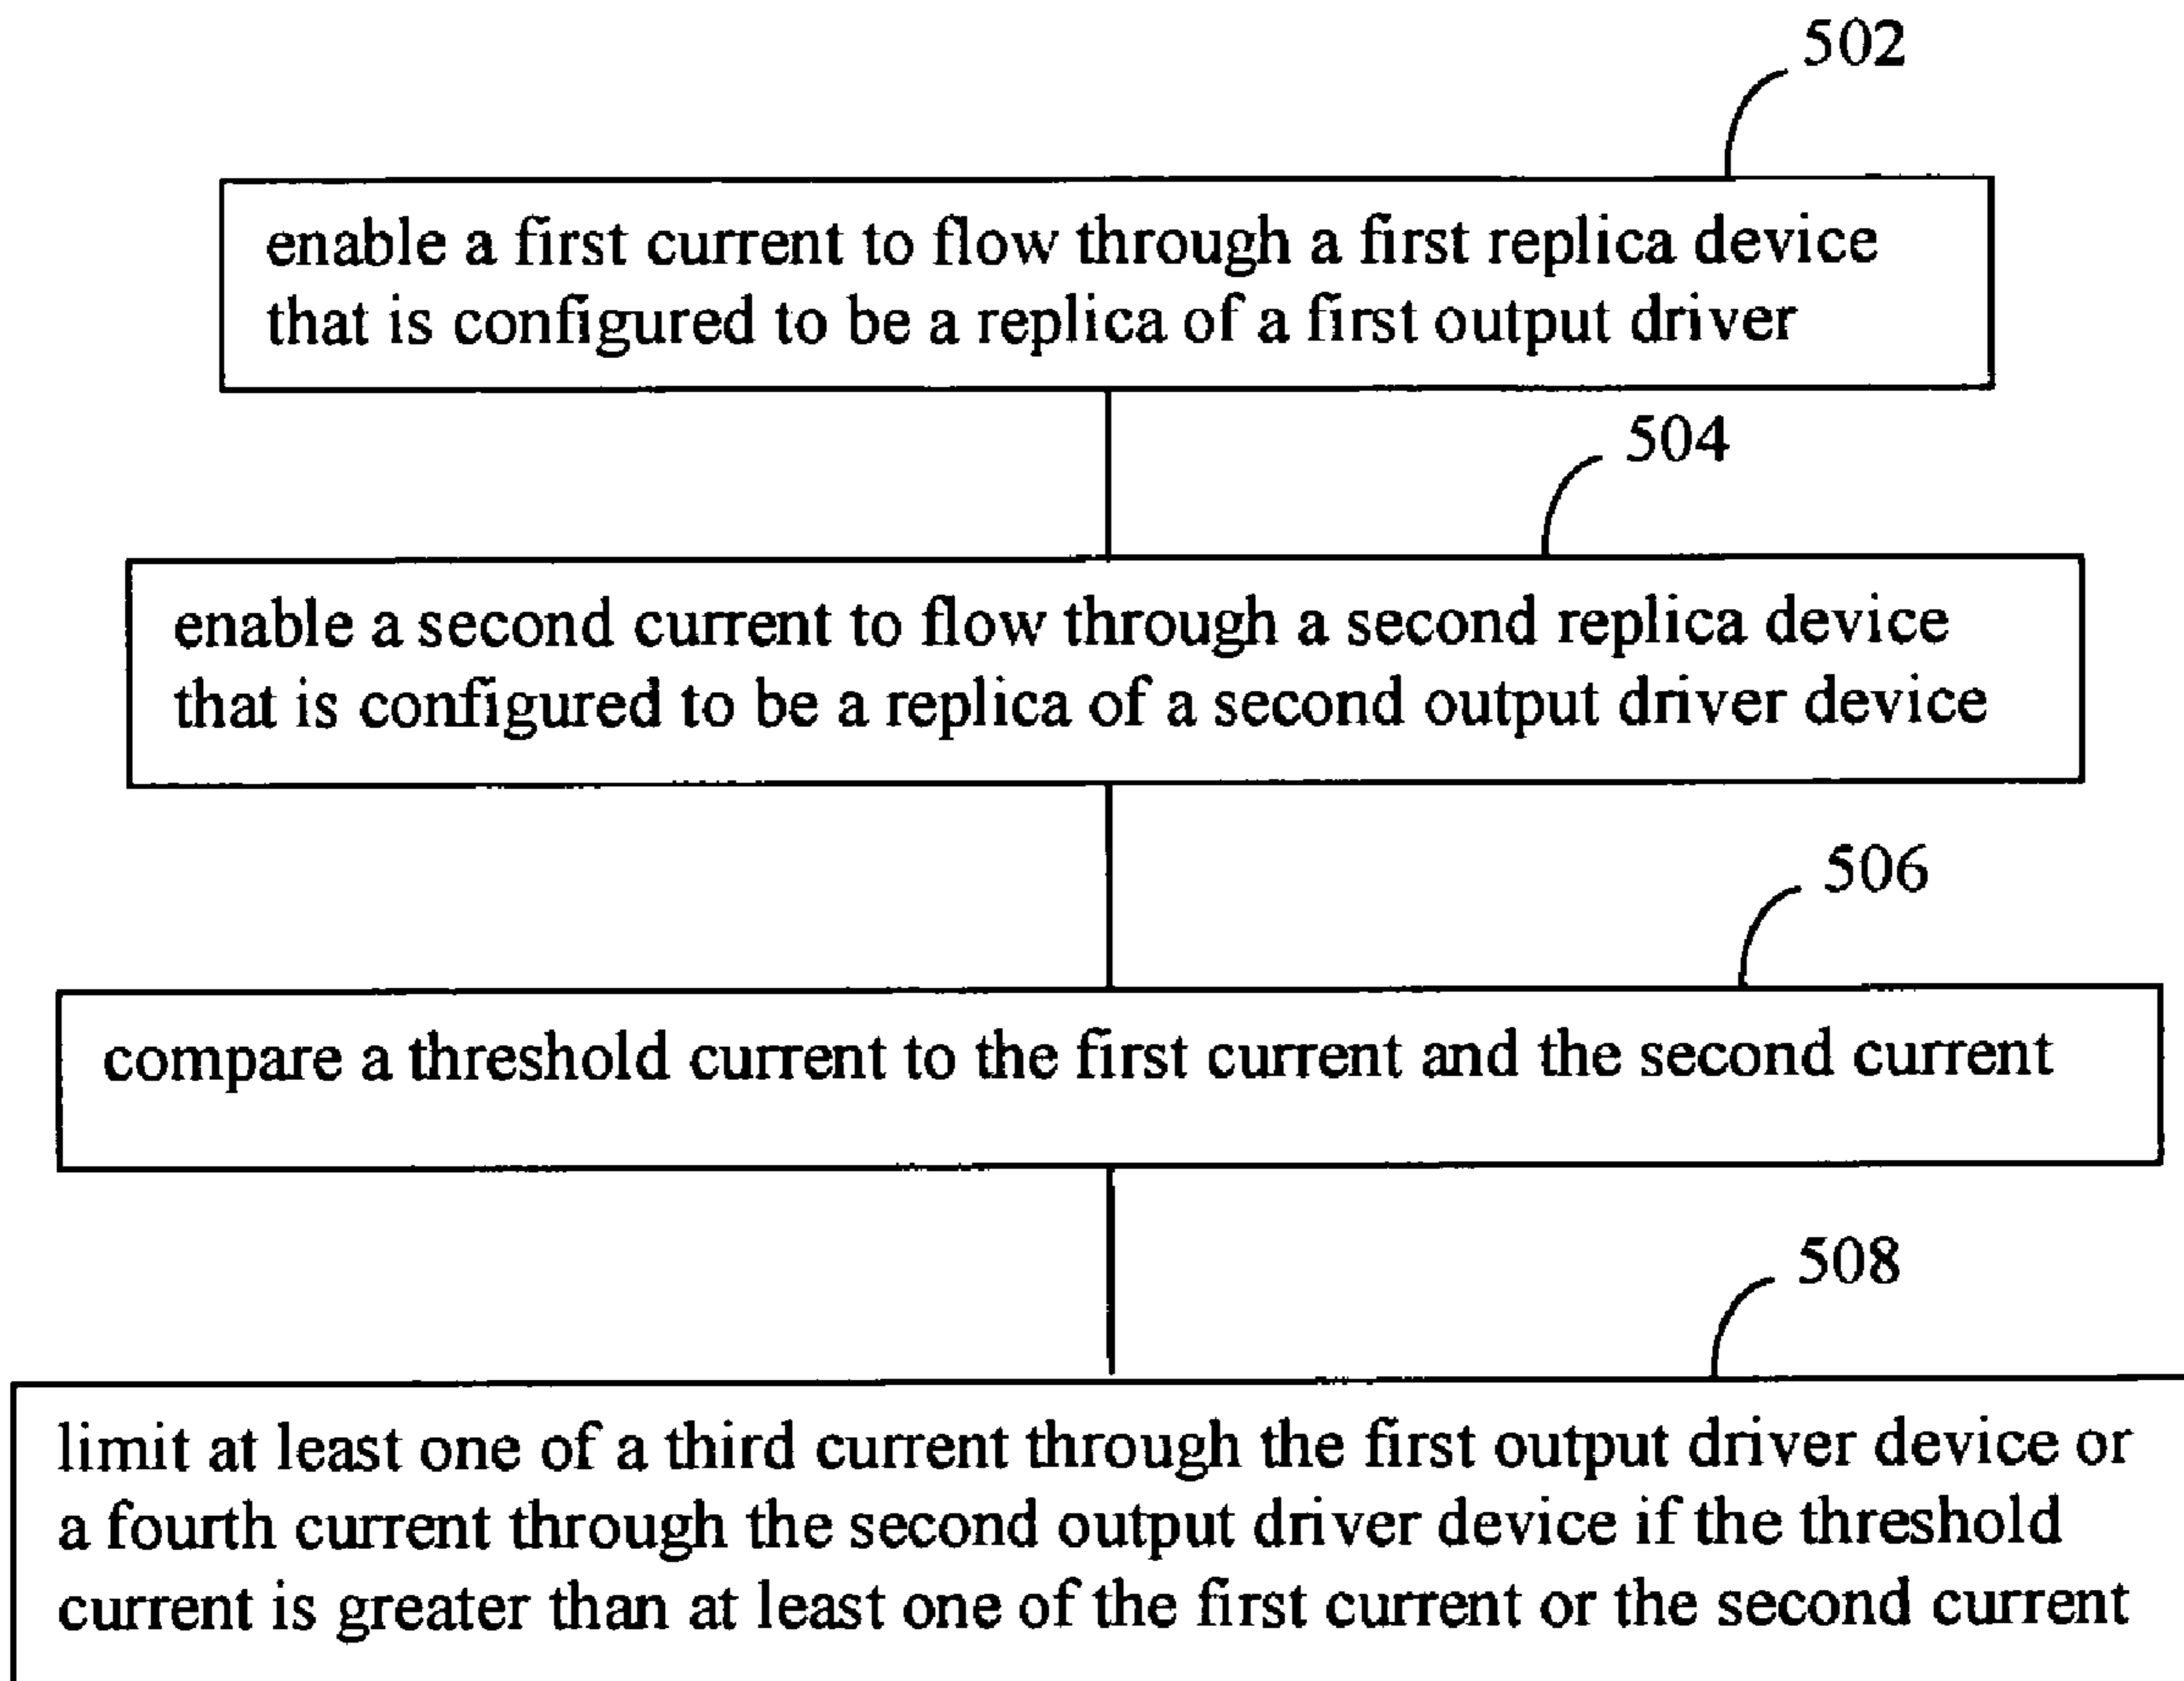 502
enable a first current to flow through a first replica device
that is configured to be a replica of a first output driver
504
enable a second current to flow through a second replica device
that is configured to be a replica of a second output driver device
506
compare a threshold current to the first current and the second current
508
limit at least one of a third current through the first output driver device or
a fourth current through the second output driver device if the threshold
current is greater than at least one of the first current or the second current